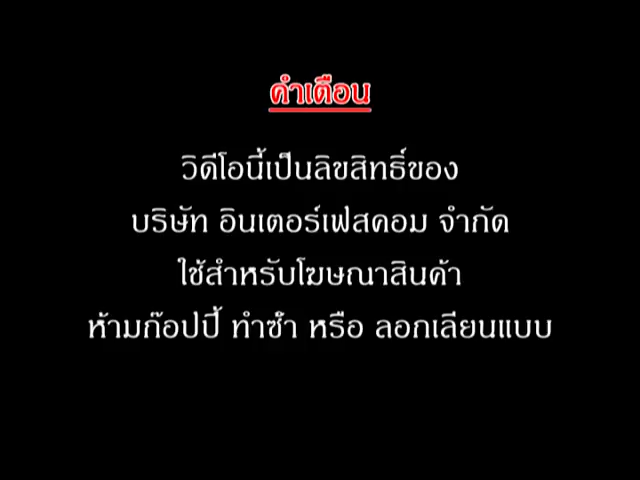 คำเตือน
วิดีโอนี้เป็นลิขสิทธิ์ของ
บริษัท อินเตอร์เฟสคอม จำกัด
ใช้สำหรับโฆษณาสินค้า
ห้ามก๊อปปี้ ทำซ้ำ หรือ ลอกเลียนแบบ